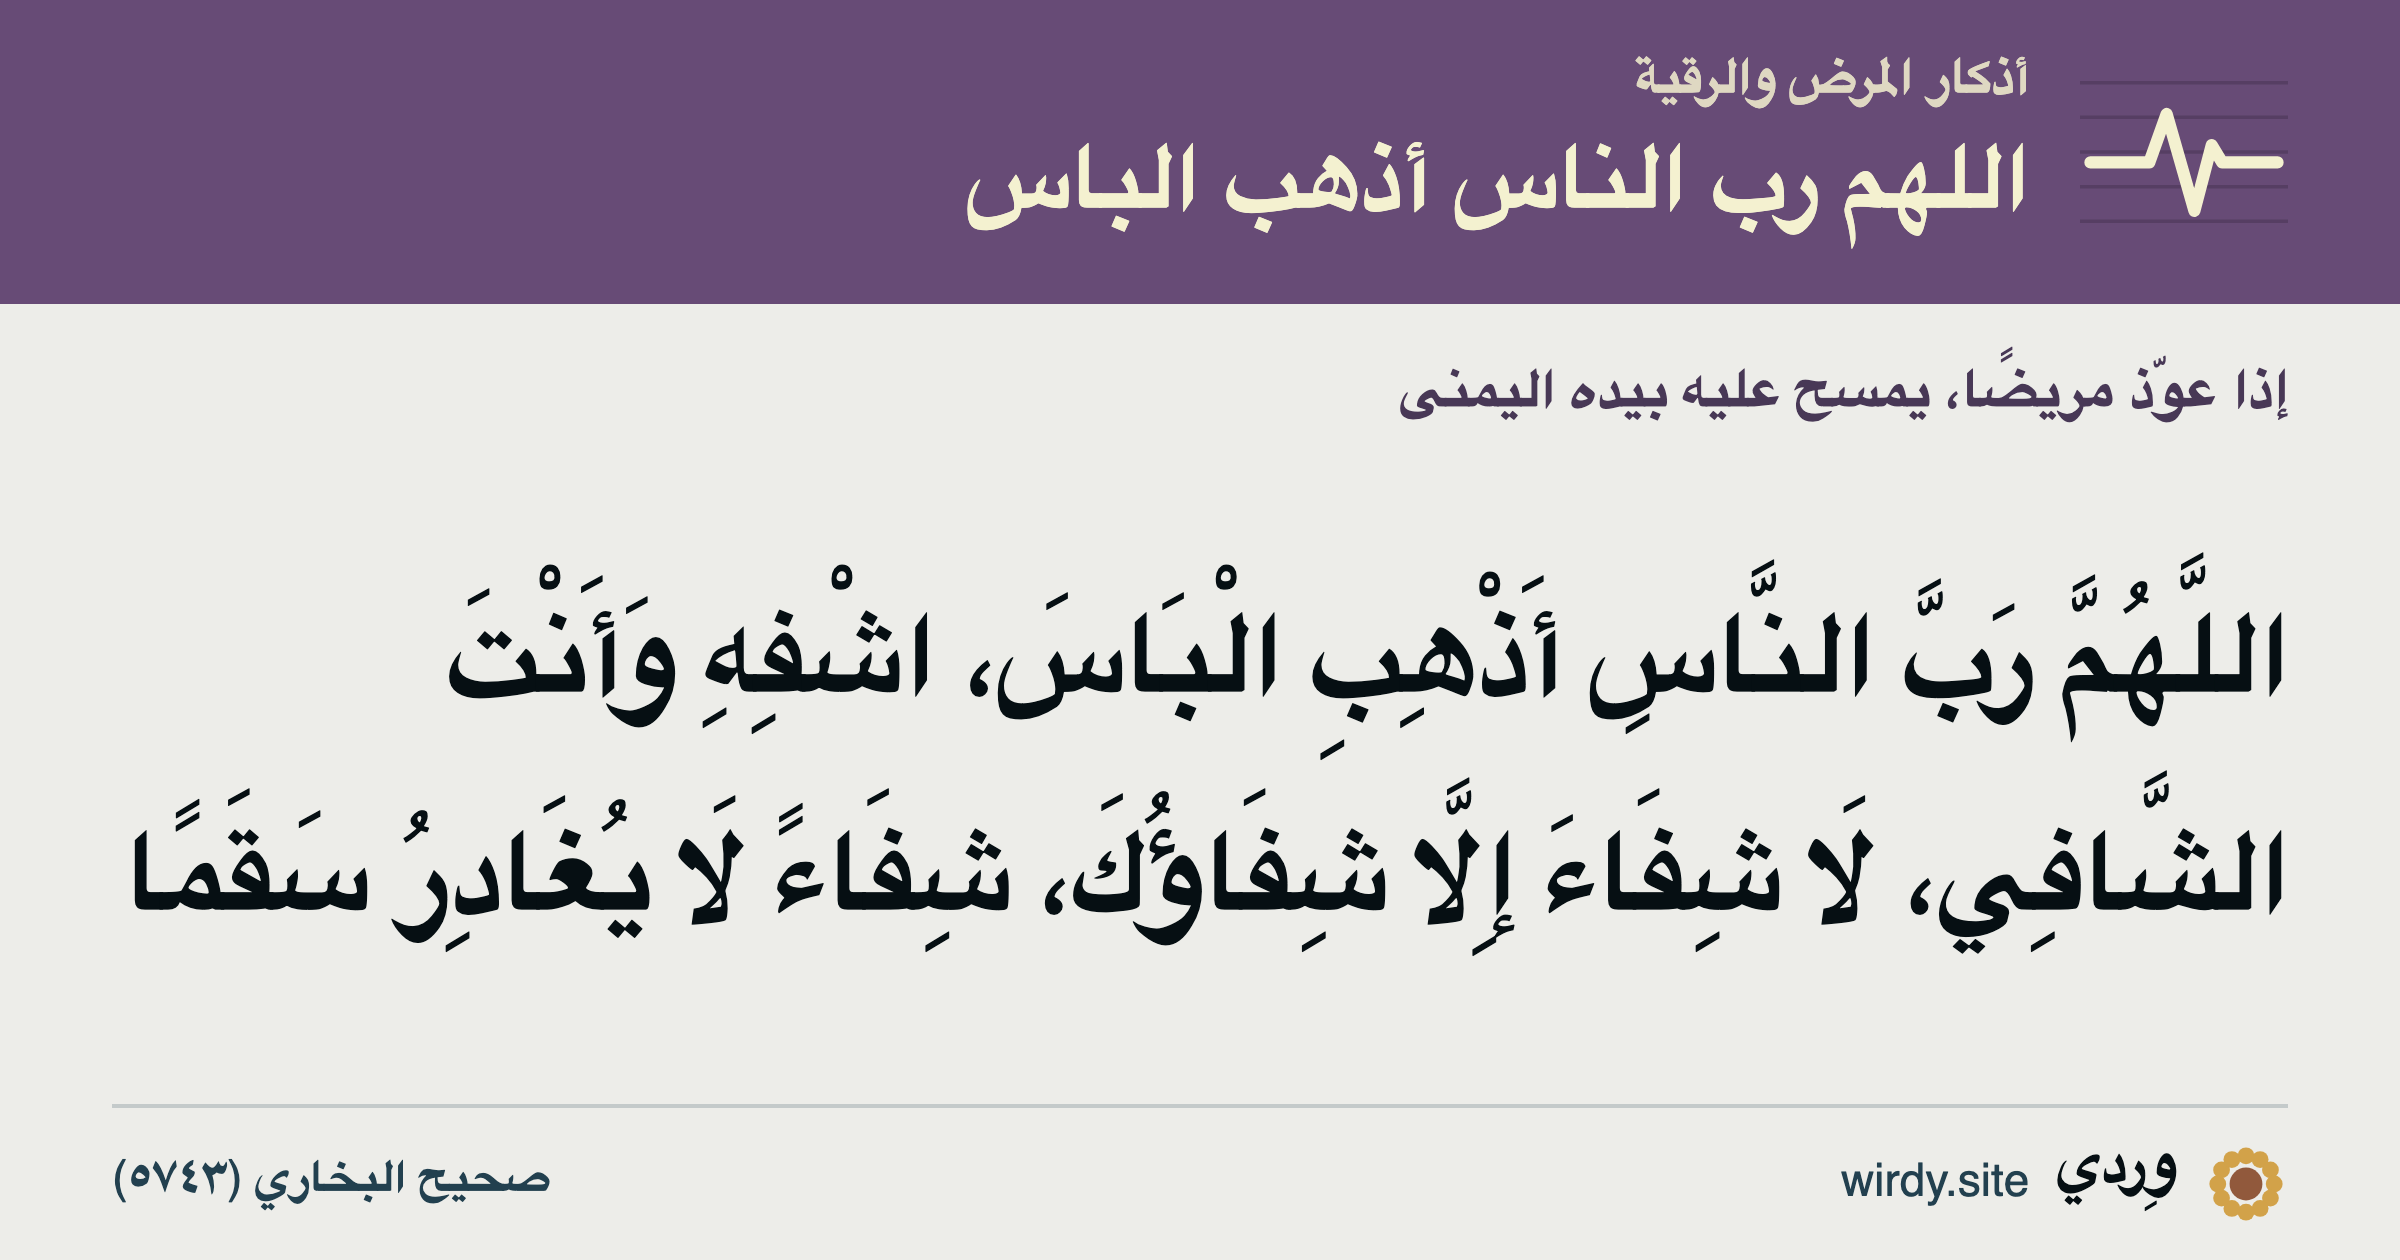 أذكار المرض والرقية
اللهم رب الناس أذهب الباس
إذا عوّذ مريضًا، يمسح عليه بيده اليمنى
اللَّهُمَّ رَبَّ النَّاسِ أَذْهِبِ الْبَاسَ، اشْفِهِ وَأَنْتَ
الشَّافِي، لَا شِفَاءَ إِلَّا شِفَاؤُكَ، شِفَاءً لَا يُغَادِرُ سَقَمًا
وِردي wirdy.site
صحيح البخاري (٥٧٤٣)